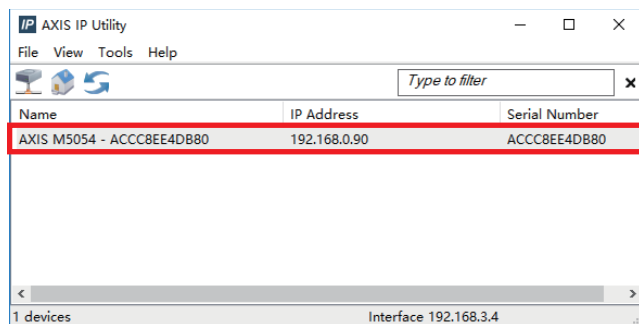 IP AXIS IP Utility
File View Tools Help
Type to filter
Name IP Address Serial Number
AXIS M5054 - ACCC8EE4DB80 192.168.0.90 ACCC8EE4DB80
1 devices Interface 192.168.3.4